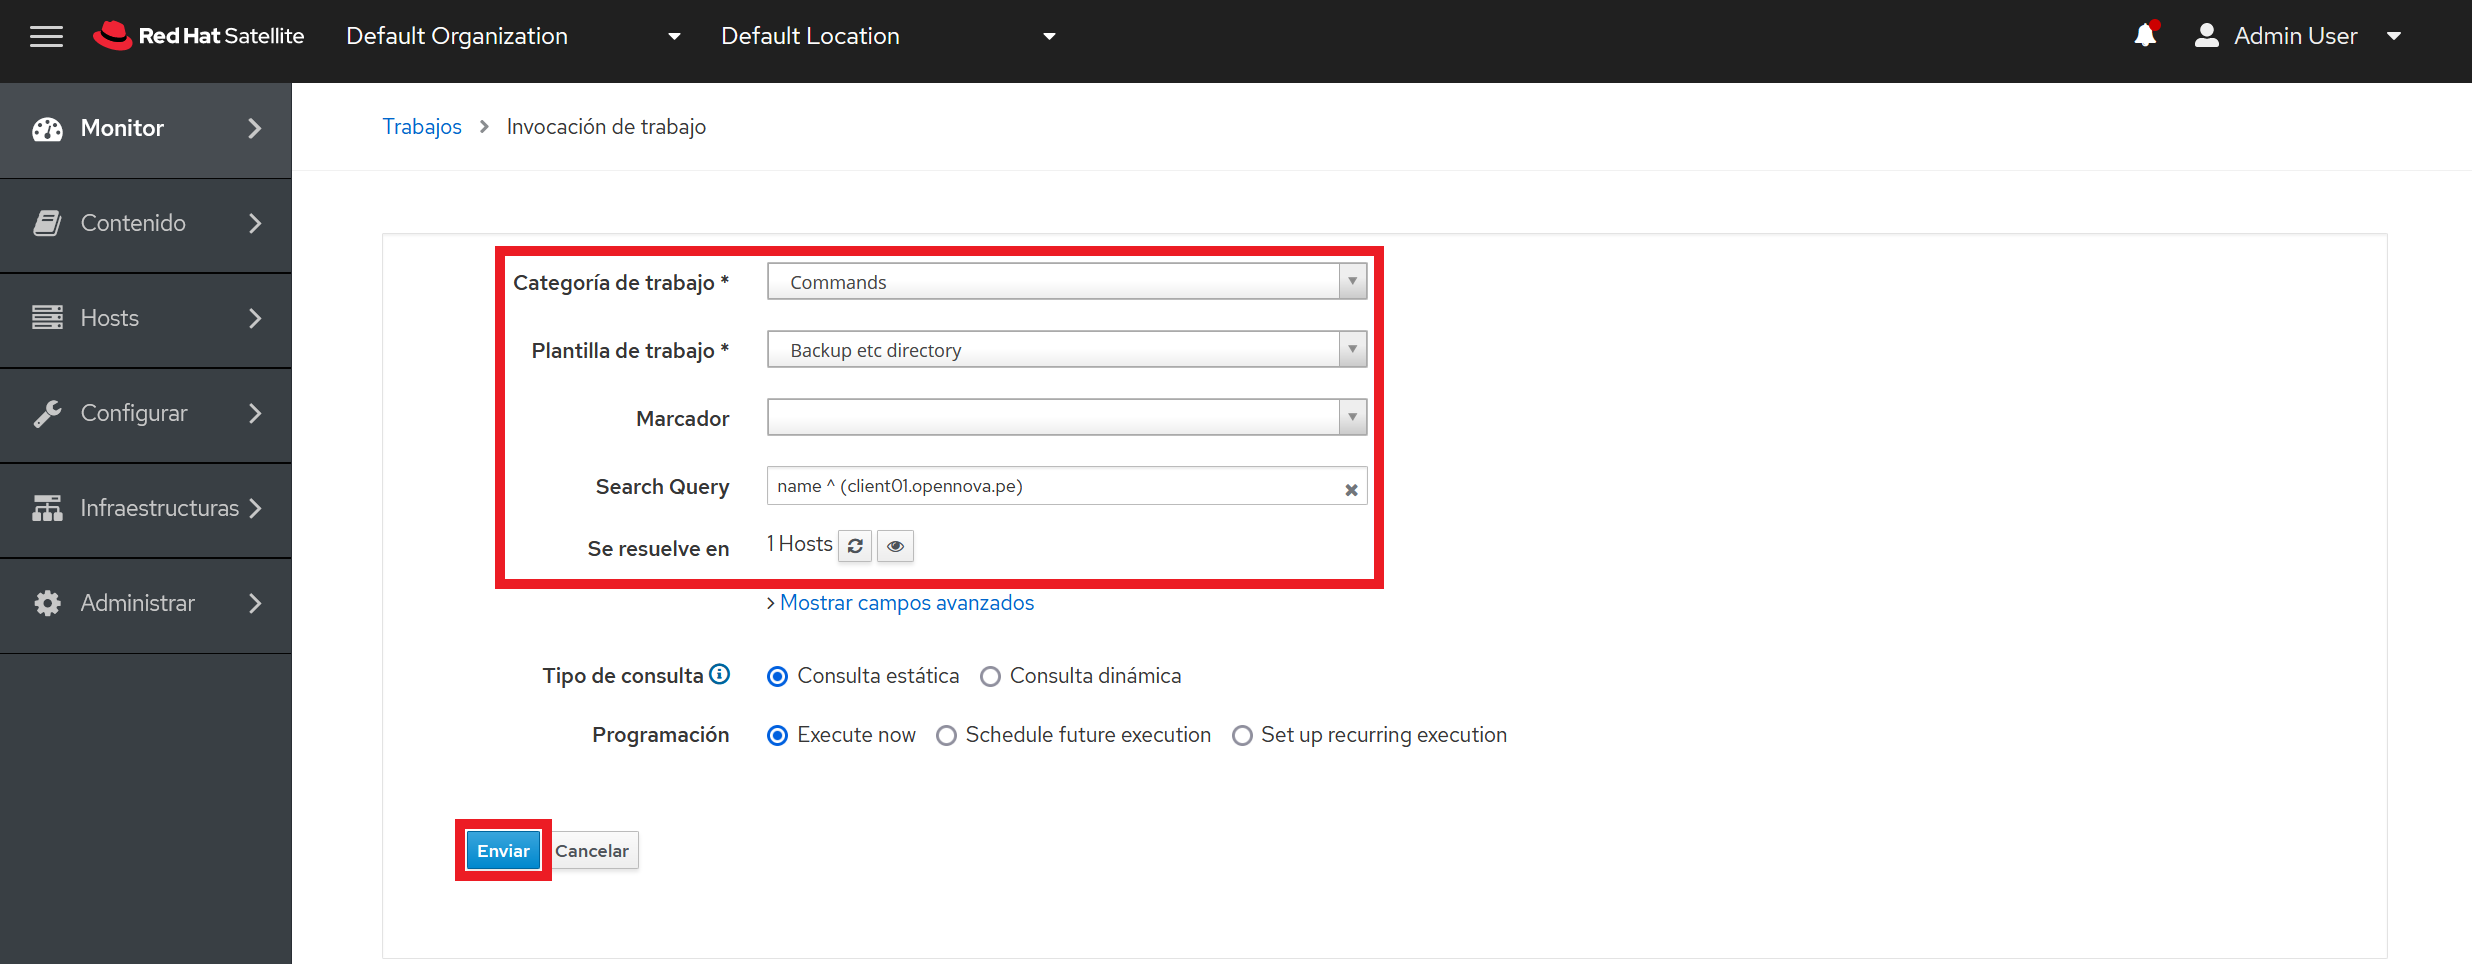 Red Hat Satellite Default Organization Default Location Admin User
Monitor
Contenido
Hosts
Configurar
Infraestructuras
Administrar
Trabajos Invocación de trabajo
Categoría de trabajo * Commands
Plantilla de trabajo * Backup etc directory
Marcador
Search Query name ^ (client01.opennova.pe)
Se resuelve en 1 Hosts
Mostrar campos avanzados
Tipo de consulta Consulta estática Consulta dinámica
Programación Execute now Schedule future execution Set up recurring execution
Enviar Cancelar